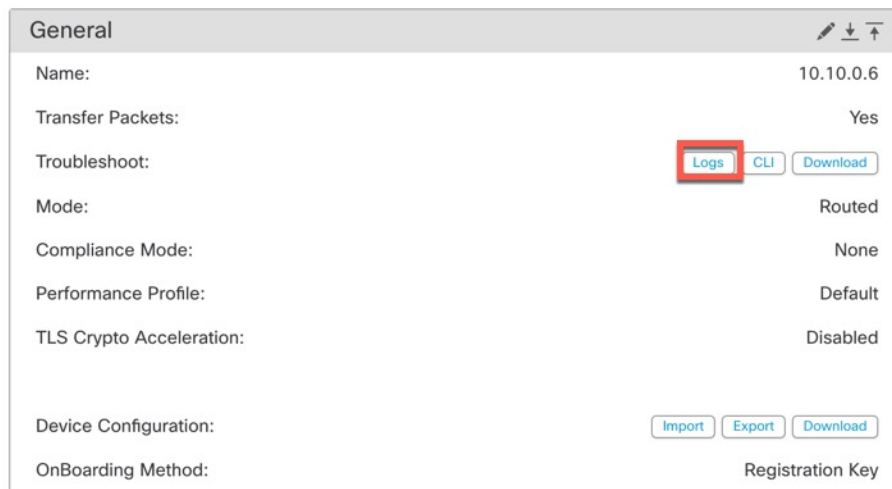 General
Name: 10.10.0.6
Transfer Packets: Yes
Troubleshoot: Logs CLI Download
Mode: Routed
Compliance Mode: None
Performance Profile: Default
TLS Crypto Acceleration: Disabled
Device Configuration: Import Export Download
OnBoarding Method: Registration Key